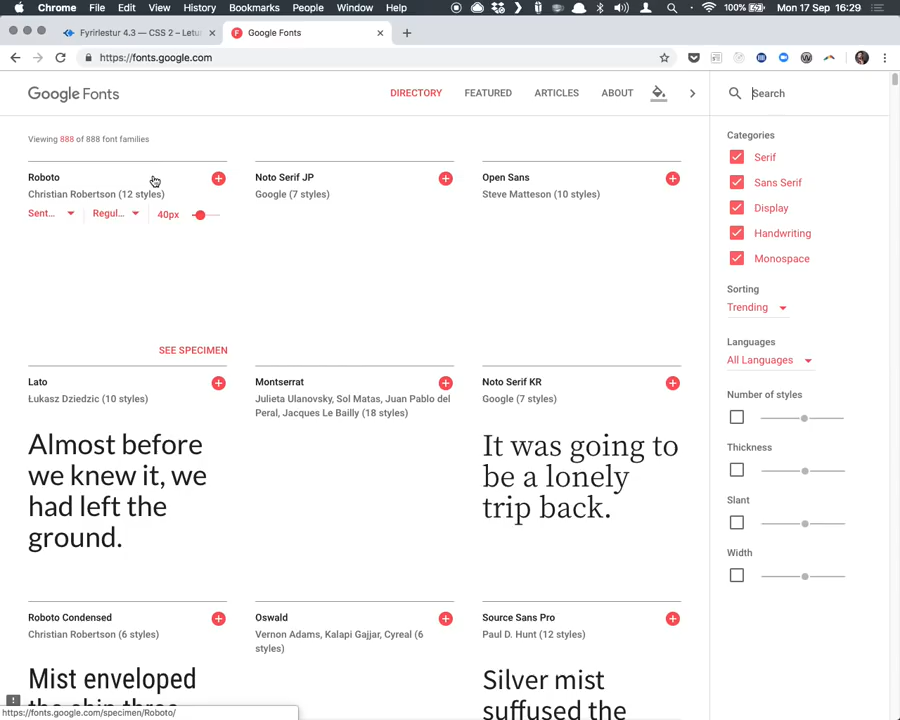 Chrome File Edit View History Bookmarks People Window Help 100% Mon 17 Sep 16:29
Fyrirlestur 4.3 — CSS 2 – Letu
Google Fonts
https://fonts.google.com
Google Fonts
DIRECTORY FEATURED ARTICLES ABOUT
Search
Viewing 888 of 888 font families
Roboto
Christian Robertson (12 styles)
Sent... Regul... 40px
SEE SPECIMEN
Noto Serif JP
Google (7 styles)
Open Sans
Steve Matteson (10 styles)
Lato
Łukasz Dziedzic (10 styles)
Almost before
we knew it, we
had left the
ground.
Montserrat
Julieta Ulanovsky, Sol Matas, Juan Pablo del
Peral, Jacques Le Bailly (18 styles)
Noto Serif KR
Google (7 styles)
It was going to
be a lonely
trip back.
Roboto Condensed
Christian Robertson (6 styles)
Mist enveloped
the ship three
Oswald
Vernon Adams, Kalapi Gajjar, Cyreal (6
styles)
Source Sans Pro
Paul D. Hunt (12 styles)
Silver mist
suffused the
Categories
Serif
Sans Serif
Display
Handwriting
Monospace
Sorting
Trending
Languages
All Languages
Number of styles
Thickness
Slant
Width
https://fonts.google.com/specimen/Roboto/